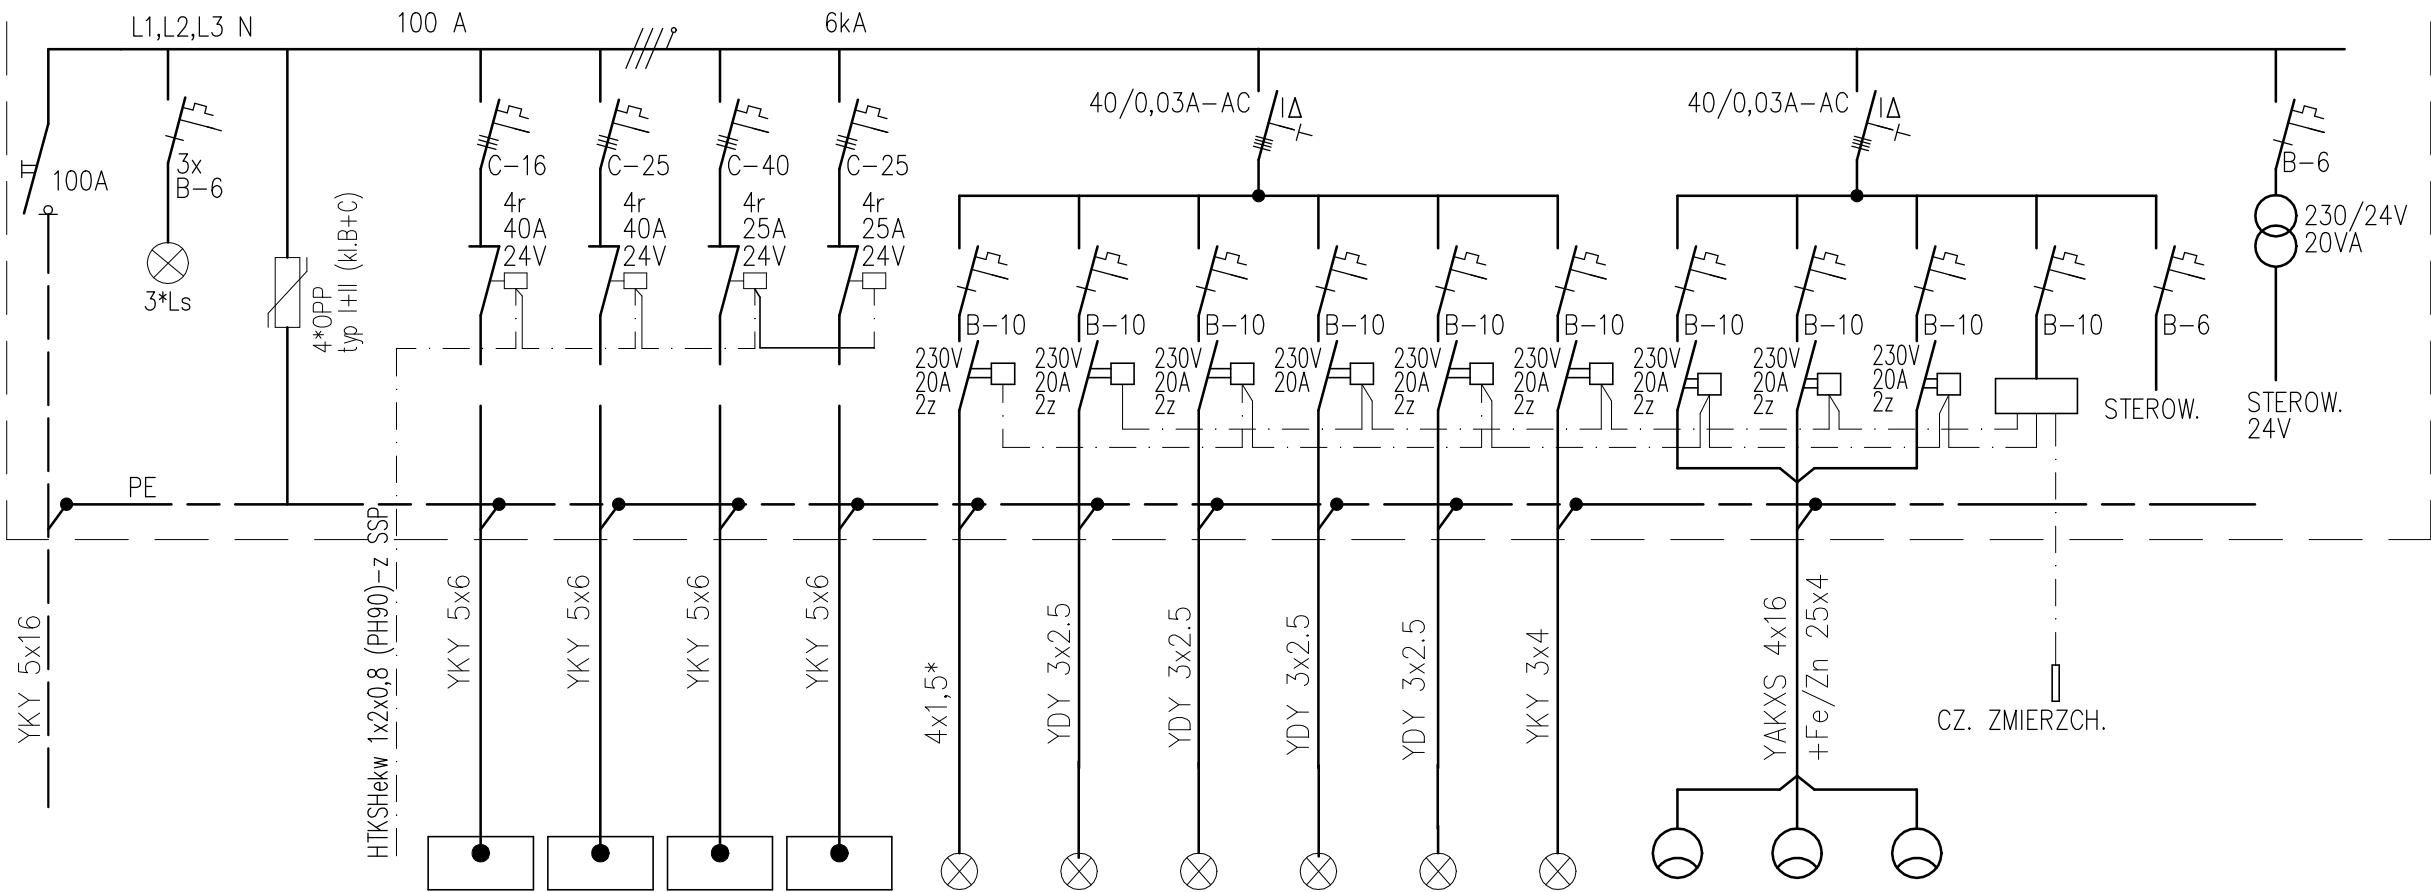 L1,L2,L3 N
100 A
6kA
100A
3x
B-6
3*Ls
4*OPP
typ I+II (kl.B+C)
C-16
4r
40A
24V
C-25
4r
40A
24V
C-40
4r
25A
24V
C-25
4r
25A
24V
40/0,03A-AC
IΔ
40/0,03A-AC
IΔ
B-6
230/24V
20VA
B-10
230V
20A
2z
B-10
230V
20A
2z
B-10
230V
20A
2z
B-10
230V
20A
B-10
230V
20A
2z
B-10
230V
20A
2z
B-10
230V
20A
2z
B-10
230V
20A
2z
B-10
230V
20A
2z
B-10
B-6
STEROW.
STEROW.
24V
PE
YKY 5x16
HTKSHekw 1x2x0,8 (PH90)-z SSP
YKY 5x6
YKY 5x6
YKY 5x6
YKY 5x6
4x1,5*
YDY 3x2.5
YDY 3x2.5
YDY 3x2.5
YDY 3x2.5
YKY 3x4
YAKXS 4x16
+Fe/Zn 25x4
CZ. ZMIERZCH.